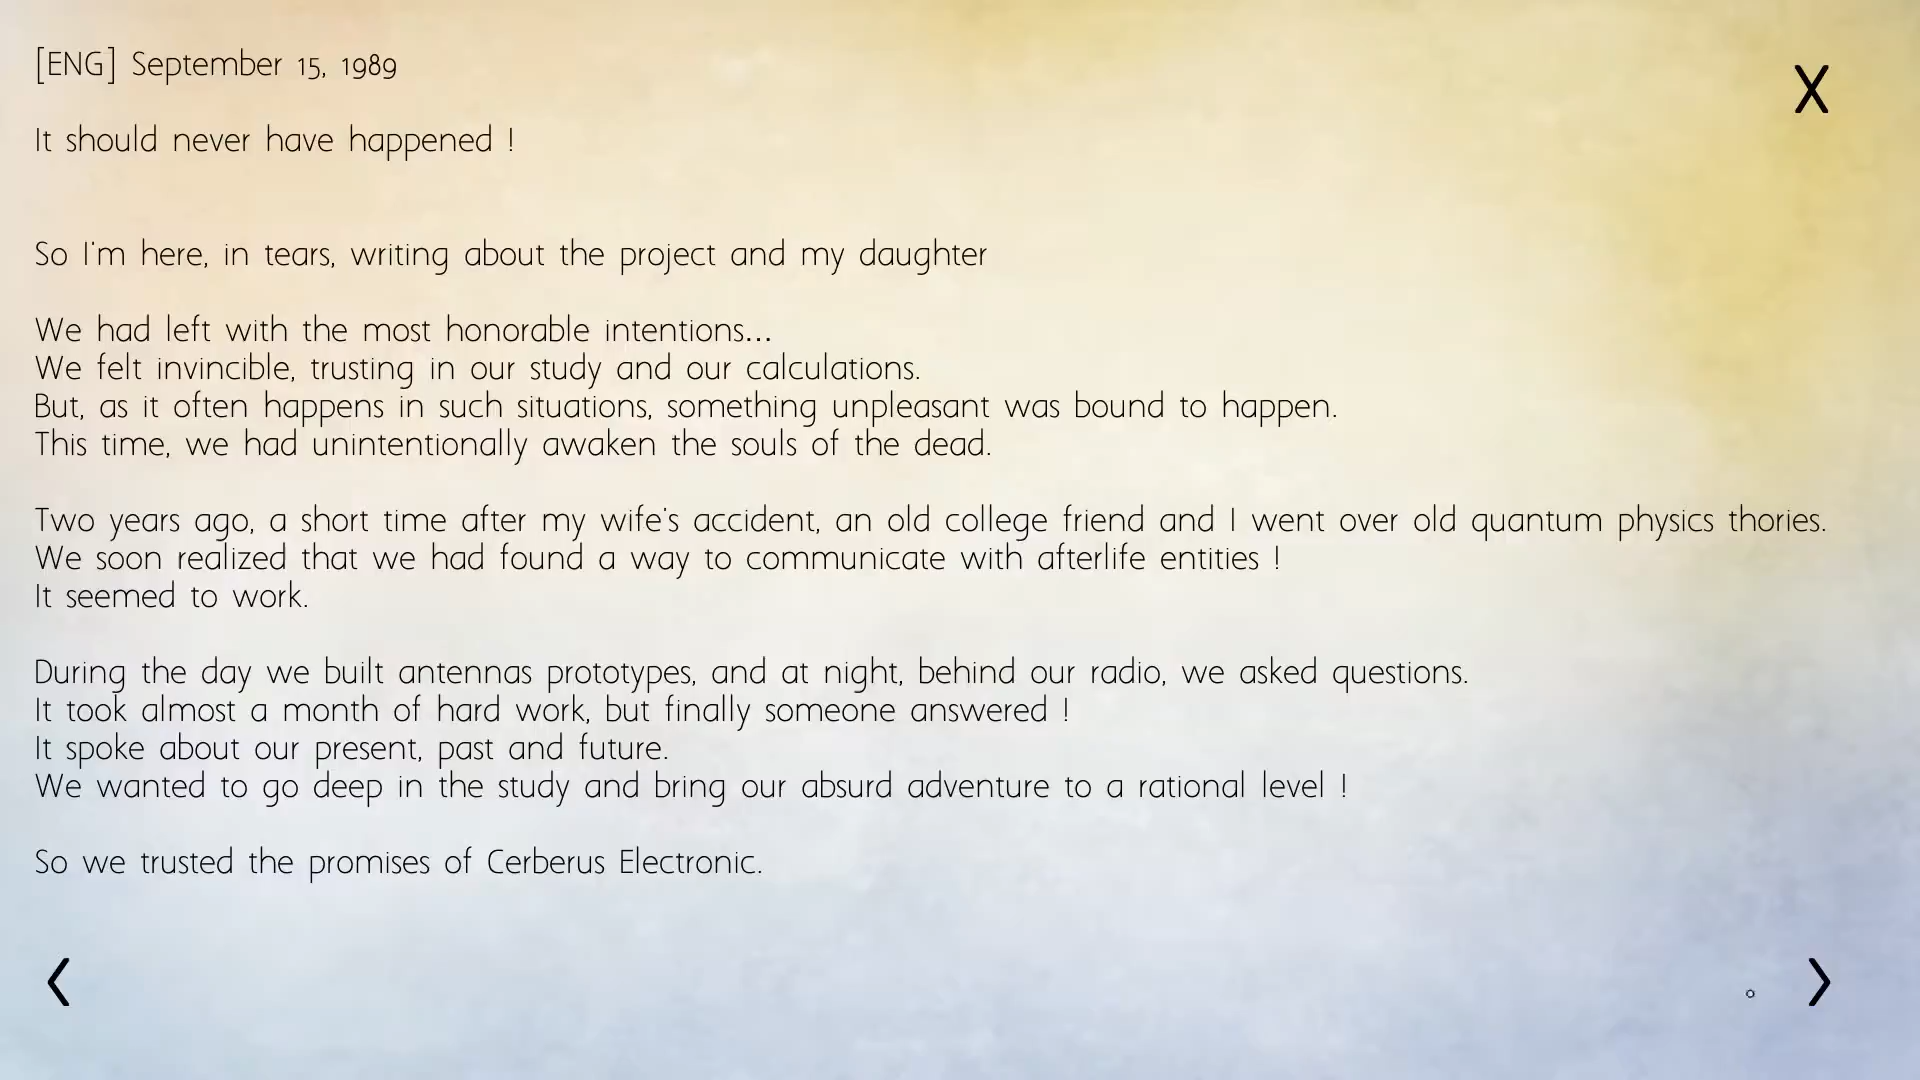 [ENG] September 15, 1989
X
It should never have happened !
So I'm here, in tears, writing about the project and my daughter
We had left with the most honorable intentions...
We felt invincible, trusting in our study and our calculations.
But, as it often happens in such situations, something unpleasant was bound to happen.
This time, we had unintentionally awaken the souls of the dead.
Two years ago, a short time after my wife's accident, an old college friend and I went over old quantum physics thories.
We soon realized that we had found a way to communicate with afterlife entities !
It seemed to work.
During the day we built antennas prototypes, and at night, behind our radio, we asked questions.
It took almost a month of hard work, but finally someone answered !
It spoke about our present, past and future.
We wanted to go deep in the study and bring our absurd adventure to a rational level !
So we trusted the promises of Cerberus Electronic.
< >